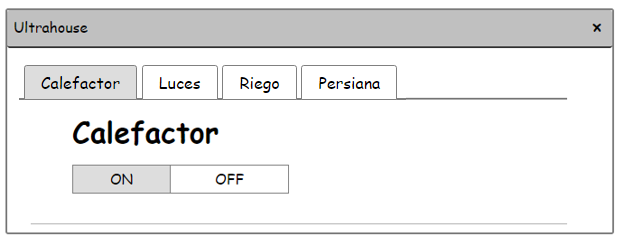 Ultrahouse x
Calefactor Luces Riego Persiana
Calefactor
ON OFF